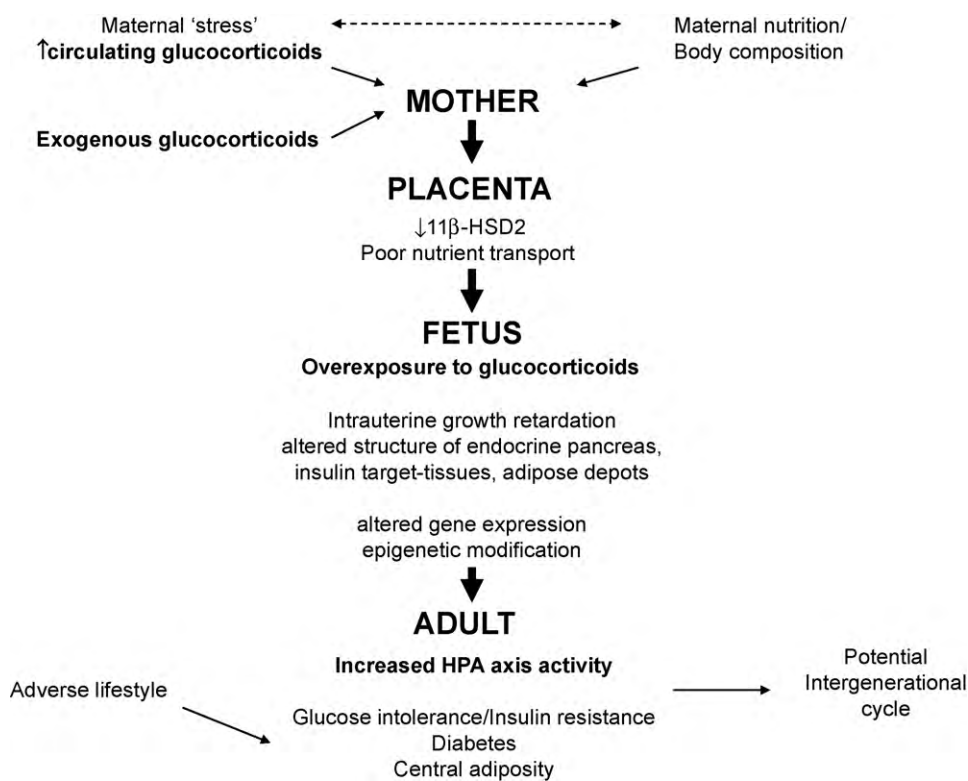 Maternal ‘stress’
↑circulating glucocorticoids
Maternal nutrition/
Body composition
MOTHER
Exogenous glucocorticoids
PLACENTA
↓11β-HSD2
Poor nutrient transport
FETUS
Overexposure to glucocorticoids
Intrauterine growth retardation
altered structure of endocrine pancreas,
insulin target-tissues, adipose depots
altered gene expression
epigenetic modification
ADULT
Increased HPA axis activity
Adverse lifestyle
Glucose intolerance/Insulin resistance
Diabetes
Central adiposity
Potential
Intergenerational
cycle